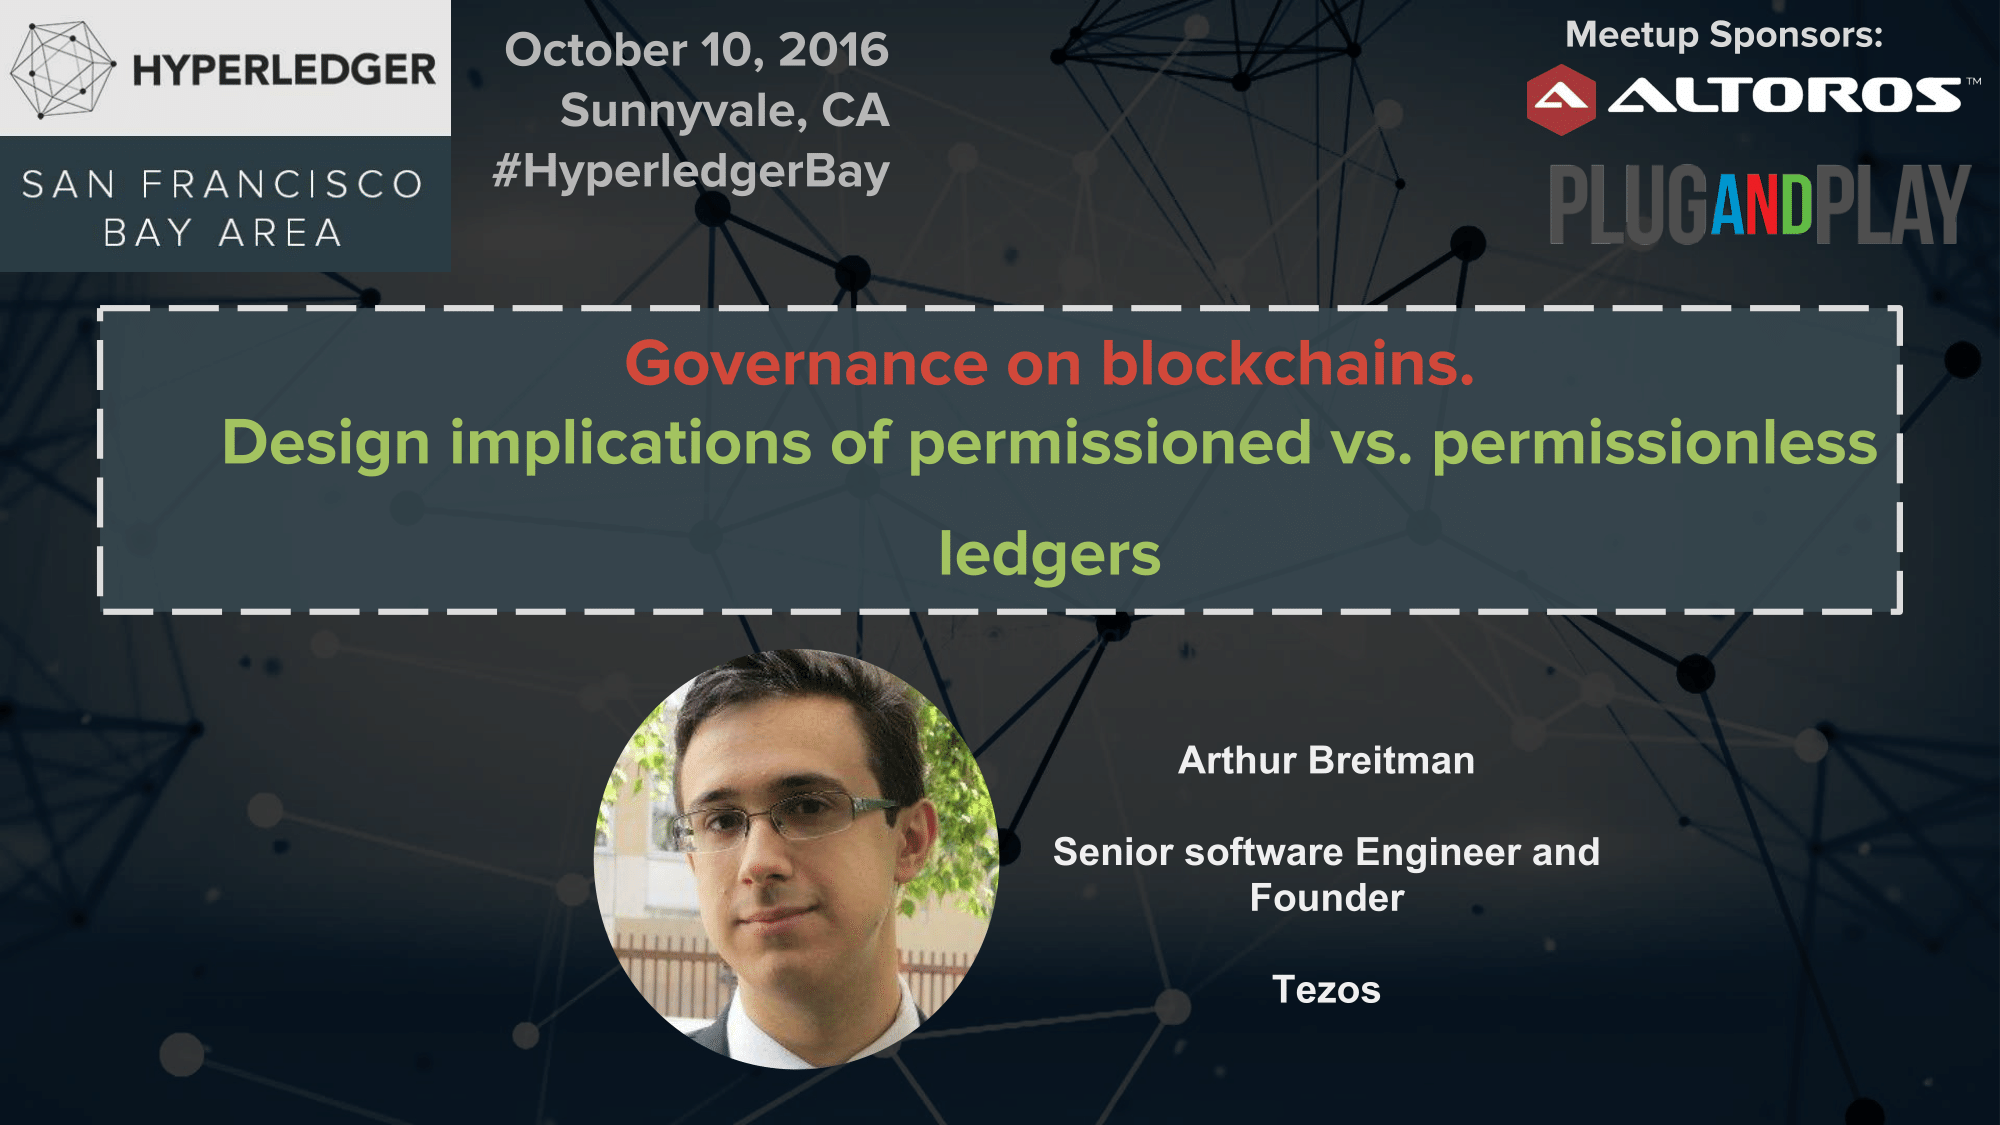 HYPERLEDGER
SAN FRANCISCO
BAY AREA
October 10, 2016
Sunnyvale, CA
#HyperledgerBay
Meetup Sponsors:
ALTOROS™
PLUGANDPLAY
Governance on blockchains.
Design implications of permissioned vs. permissionless
ledgers
Arthur Breitman
Senior software Engineer and
Founder
Tezos